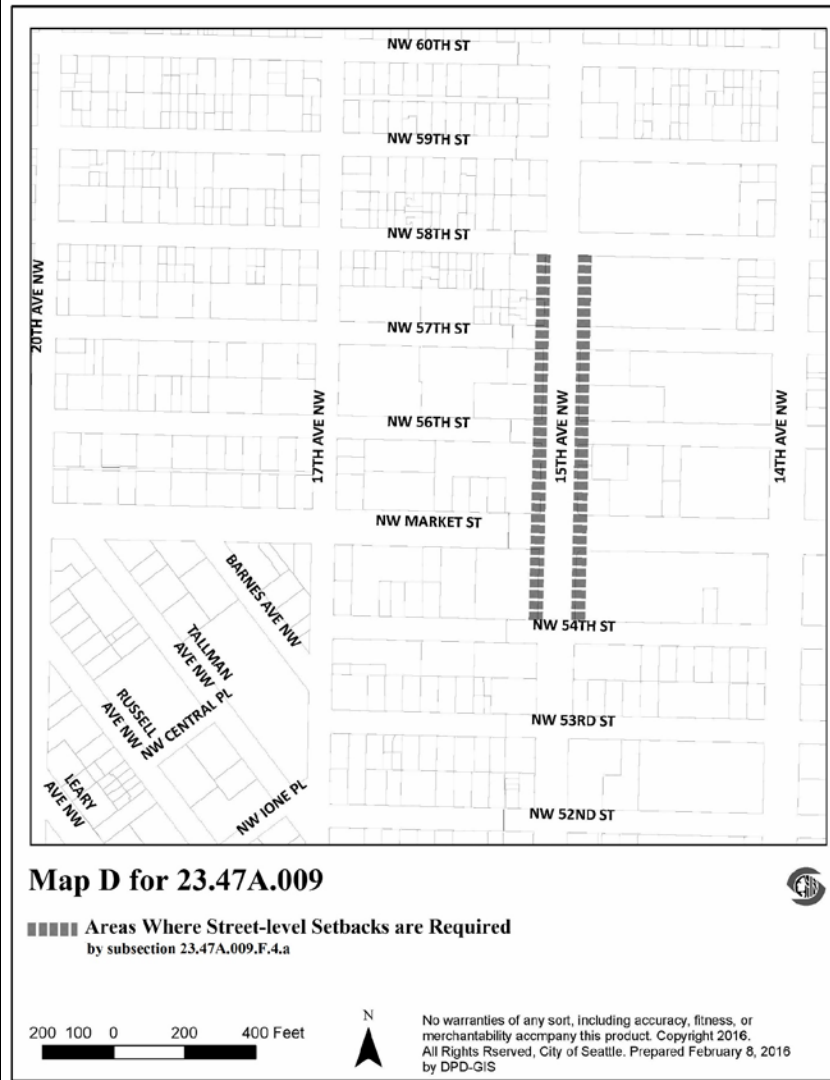 NW 60TH ST
NW 59TH ST
NW 58TH ST
20TH AVE NW
NW 57TH ST
17TH AVE NW
NW 56TH ST
15TH AVE NW
14TH AVE NW
NW MARKET ST
BARNES AVE NW
NW 54TH ST
TALLMAN
AVE NW
RUSSELL
AVE NW
NW CENTRAL PL
NW 53RD ST
LEARY
AVE NW
NW IONE PL
NW 52ND ST
Map D for 23.47A.009
Areas Where Street-level Setbacks are Required
by subsection 23.47A.009.F.4.a
200 100 0 200 400 Feet
N
No warranties of any sort, including accuracy, fitness, or
merchantability accmpany this product. Copyright 2016.
All Rights Rserved, City of Seattle. Prepared February 8, 2016
by DPD-GIS